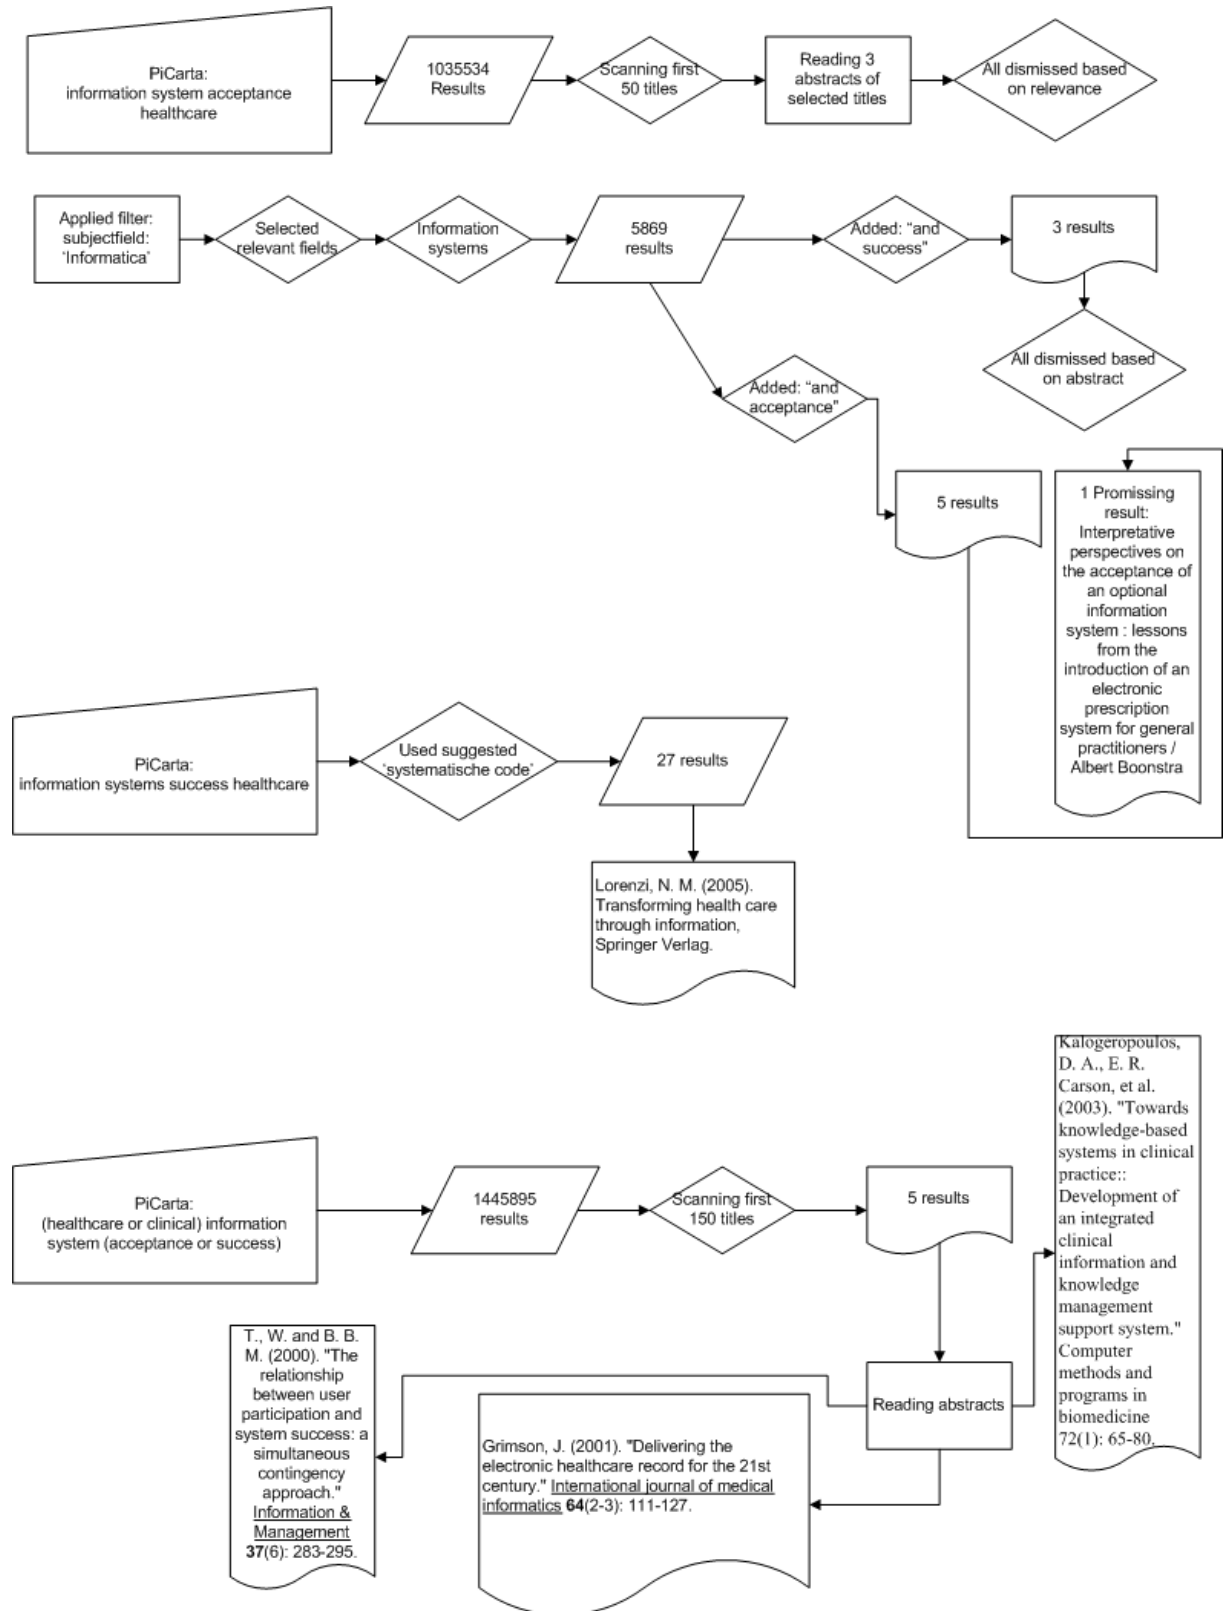 PiCarta:
information system acceptance
healthcare
1035534
Results
Scanning first
50 titles
Reading 3
abstracts of
selected titles
All dismissed based
on relevance
Applied filter:
subjectfield:
'Informatica'
Selected
relevant fields
Information
systems
5869
results
Added: “and
success”
3 results
All dismissed based
on abstract
Added: “and
acceptance”
5 results
1 Promissing
result:
Interpretative
perspectives on
the acceptance of
an optional
information
system : lessons
from the
introduction of an
electronic
prescription
system for general
practitioners /
Albert Boonstra
PiCarta:
information systems success healthcare
Used suggested
'systematische code'
27 results
Lorenzi, N. M. (2005).
Transforming health care
through information,
Springer Verlag.
PiCarta:
(healthcare or clinical) information
system (acceptance or success)
1445895
results
Scanning first
150 titles
5 results
Reading abstracts
Kalogeropoulos,
D. A., E. R.
Carson, et al.
(2003). "Towards
knowledge-based
systems in clinical
practice::
Development of
an integrated
clinical
information and
knowledge
management
support system."
Computer
methods and
programs in
biomedicine
72(1): 65-80.
T., W. and B. B.
M. (2000). "The
relationship
between user
participation and
system success: a
simultaneous
contingency
approach."
Information &
Management
37(6): 283-295.
Grimson, J. (2001). "Delivering the
electronic healthcare record for the 21st
century." International journal of medical
informatics 64(2-3): 111-127.